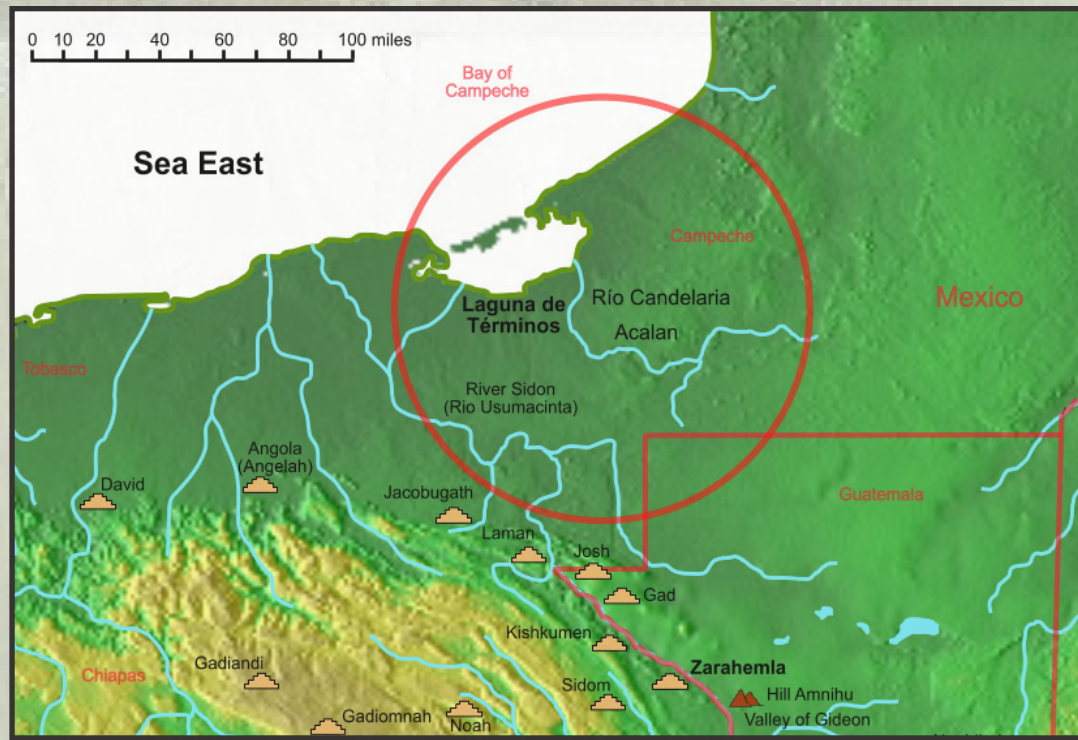 0 10 20 40 60 80 100 miles
Bay of
Campeche
Sea East
Campeche
Mexico
Río Candelaria
Acalan
Laguna de
Términos
Tobasco
River Sidon
(Rio Usumacinta)
Angola
(Angelah)
David
Jacobugath
Guatemala
Laman
Josh
Gad
Kishkumen
Zarahemla
Chiapas
Gadiandi
Sidom
Hill Amnihu
Valley of Gideon
Gadiomnah
Noah